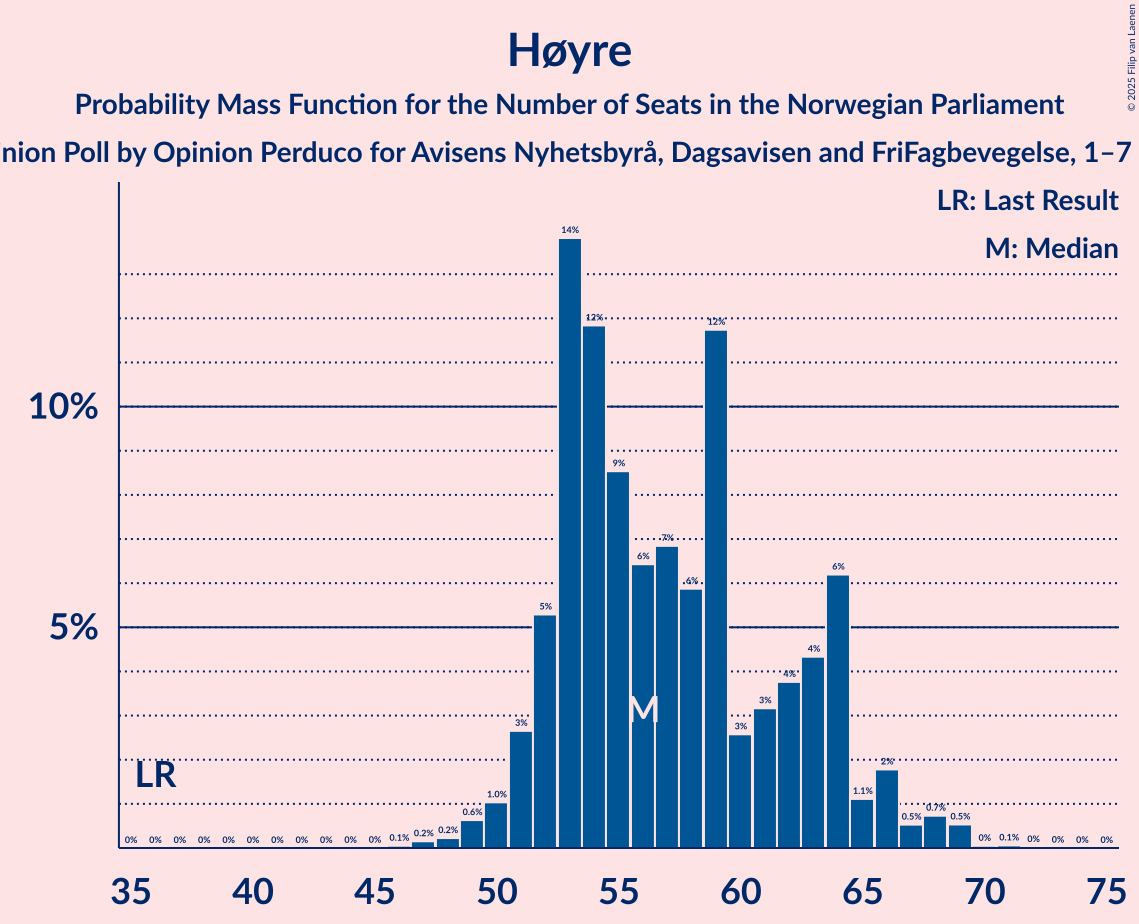 © 2025 Filip van Laenen
Høyre
Probability Mass Function for the Number of Seats in the Norwegian Parliament
nion Poll by Opinion Perduco for Avisens Nyhetsbyrå, Dagsavisen and FriFagbevegelse, 1–7
LR: Last Result
M: Median
10%
5%
0% 0% 0% 0% 0% 0% 0% 0% 0% 0% 0% 0.1% 0.2% 0.2% 0.6% 1.0% 3% 5% 14% 12% 9% 6% 7% 6% 12% 3% 3% 4% 4% 6% 1.1% 2% 0.5% 0.7% 0.5% 0% 0.1% 0% 0% 0% 0%
LR
M
35 40 45 50 55 60 65 70 75